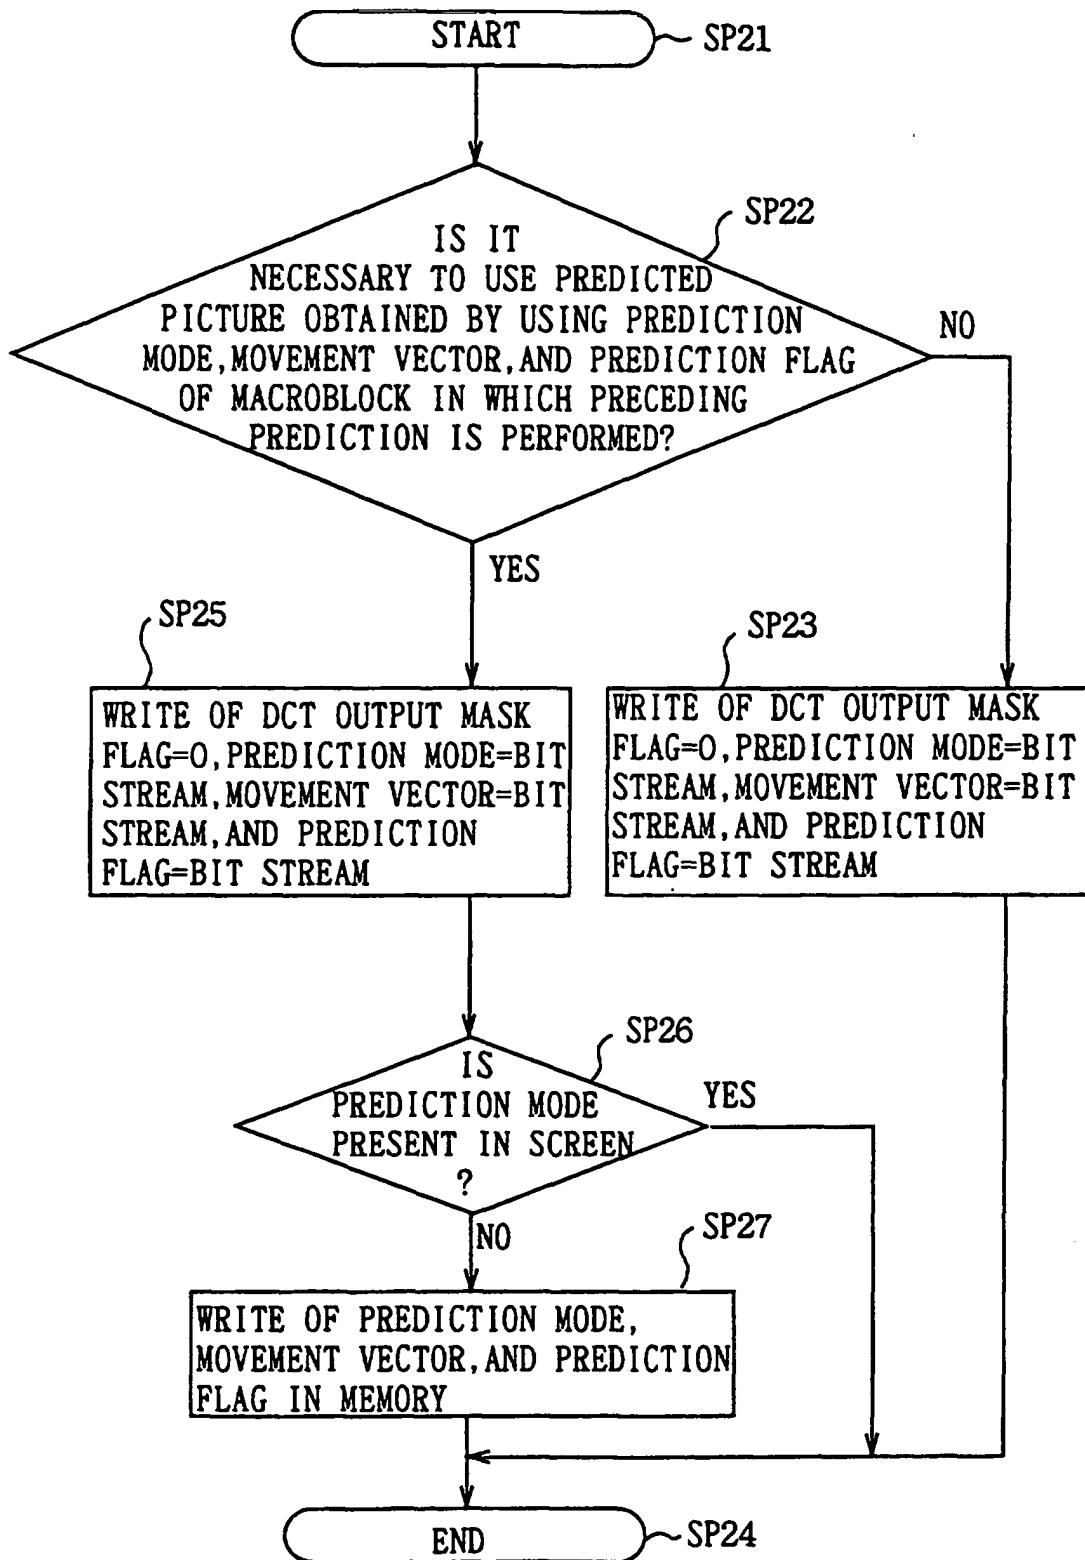 START
SP21
SP22
IS IT
NECESSARY TO USE PREDICTED
PICTURE OBTAINED BY USING PREDICTION
MODE,MOVEMENT VECTOR,AND PREDICTION FLAG
OF MACROBLOCK IN WHICH PRECEDING
PREDICTION IS PERFORMED?
NO
YES
SP25
WRITE OF DCT OUTPUT MASK
FLAG=0,PREDICTION MODE=BIT
STREAM,MOVEMENT VECTOR=BIT
STREAM,AND PREDICTION
FLAG=BIT STREAM
SP23
WRITE OF DCT OUTPUT MASK
FLAG=0,PREDICTION MODE=BIT
STREAM,MOVEMENT VECTOR=BIT
STREAM,AND PREDICTION
FLAG=BIT STREAM
SP26
IS
PREDICTION MODE
PRESENT IN SCREEN
?
YES
NO
SP27
WRITE OF PREDICTION MODE,
MOVEMENT VECTOR,AND PREDICTION
FLAG IN MEMORY
END
SP24